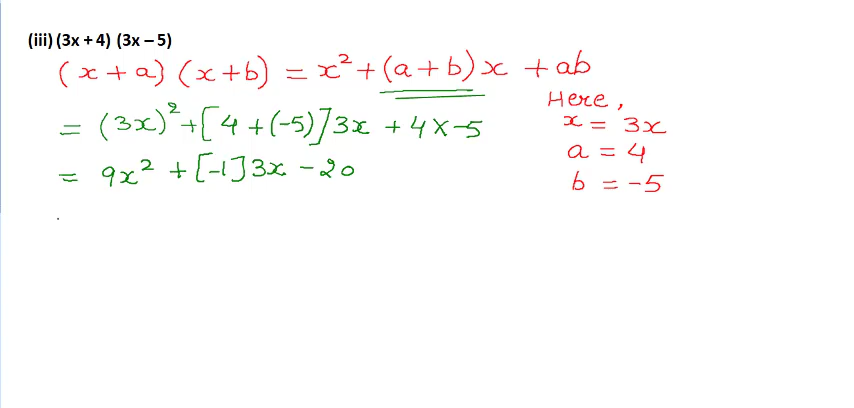 (iii) (3x + 4) (3x – 5)
(x + a) (x + b) = x² + (a + b) x + ab
Here,
= (3x)² + [4 + (-5)] 3x + 4 × -5
x = 3x
a = 4
= 9x² + [-1] 3x - 20
b = -5